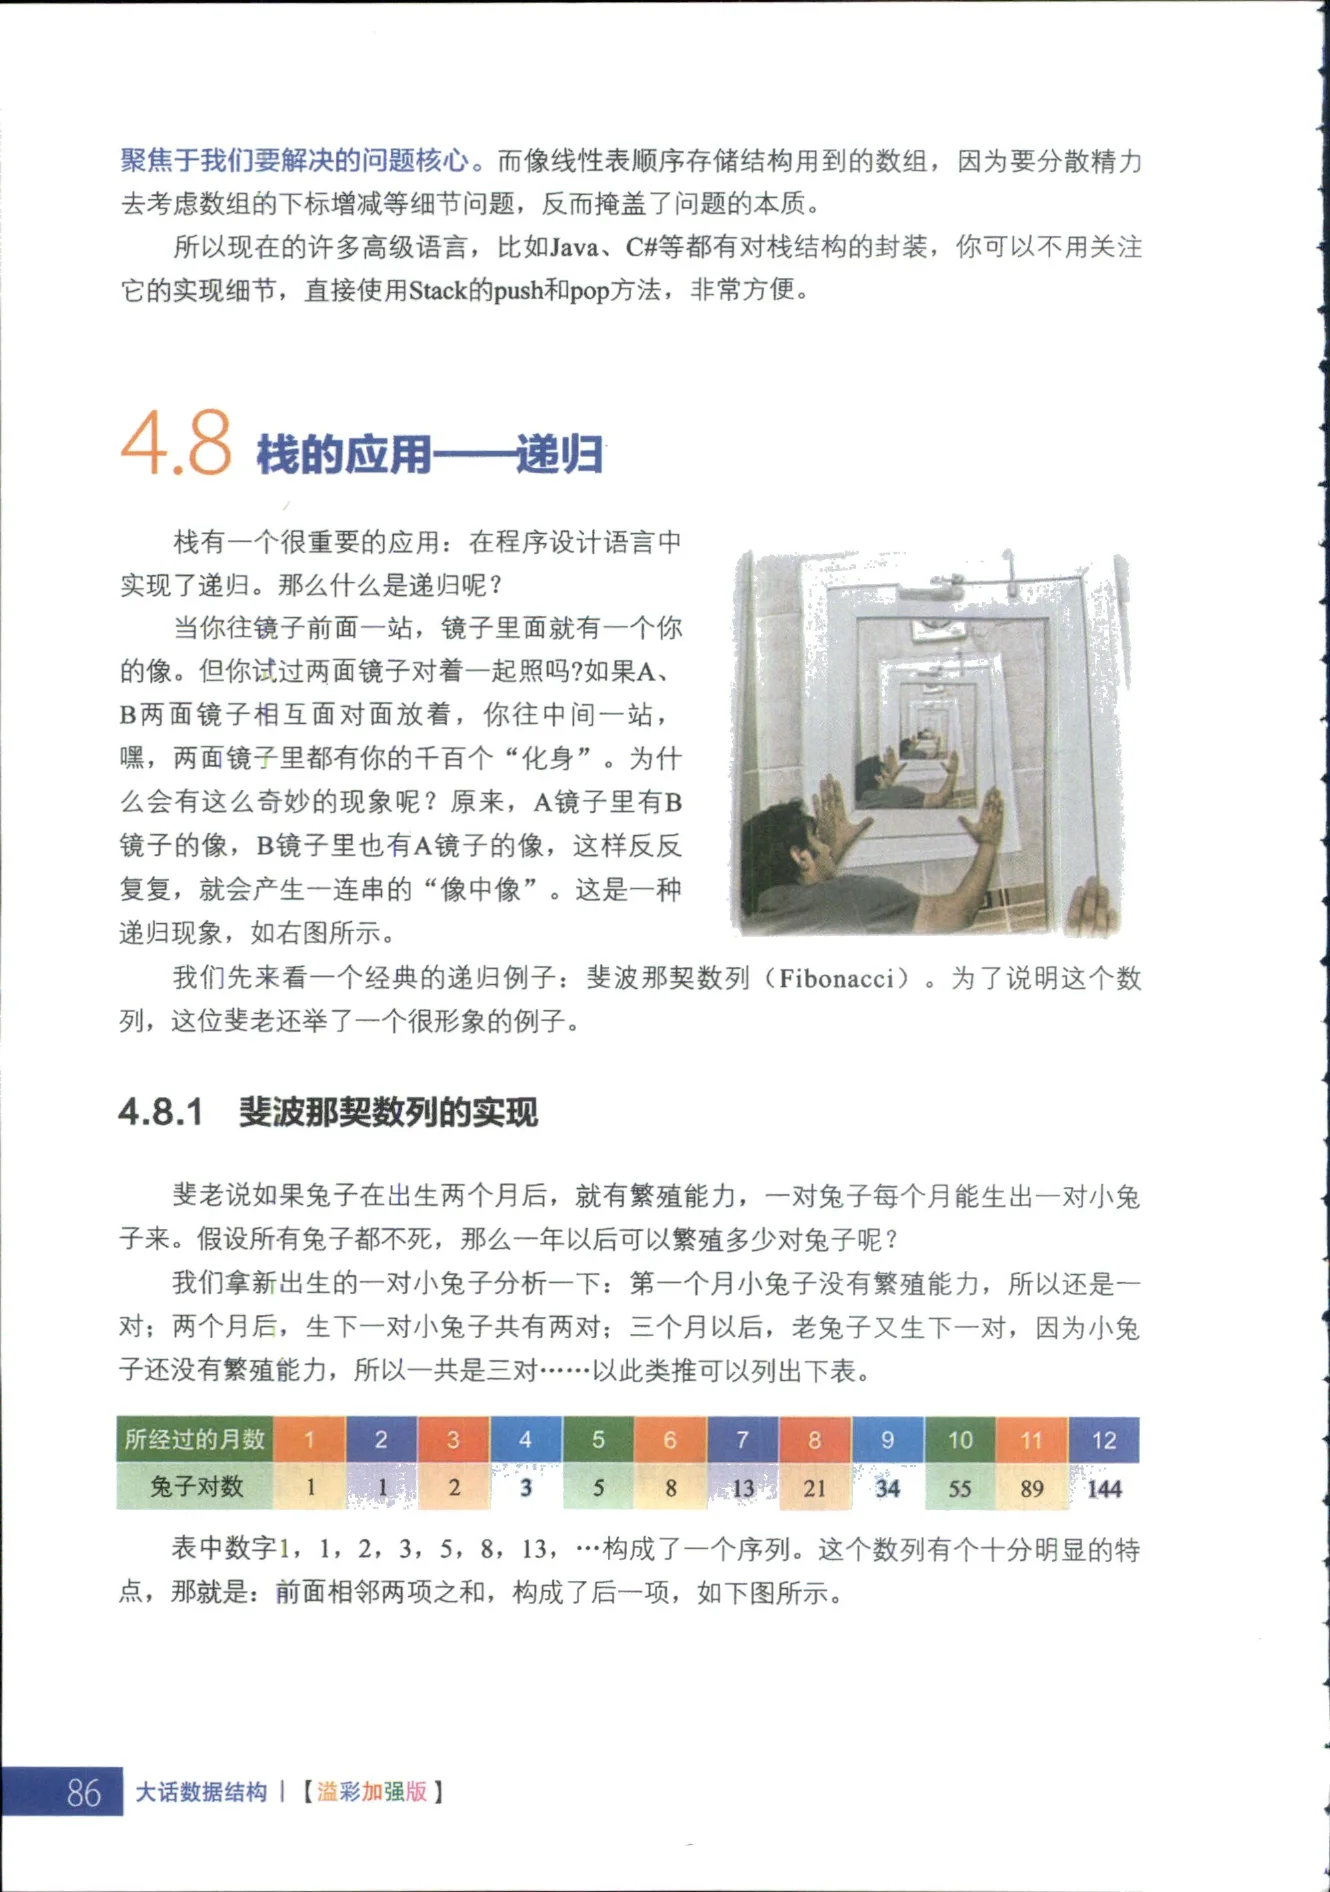 聚焦于我们要解决的问题核心。而像线性表顺序存储结构用到的数组，因为要分散精力
去考虑数组的下标增减等细节问题，反而掩盖了问题的本质。
所以现在的许多高级语言，比如Java、C#等都有对栈结构的封装，你可以不用关注
它的实现细节，直接使用Stack的push和pop方法，非常方便。
4.8 栈的应用——递归
栈有一个很重要的应用：在程序设计语言中
实现了递归。那么什么是递归呢？
当你往镜子前面一站，镜子里面就有一个你
的像。但你试过两面镜子对着一起照吗?如果A、
B两面镜子相互面对面放着，你往中间一站，
嘿，两面镜子里都有你的千百个“化身”。为什
么会有这么奇妙的现象呢？原来，A镜子里有B
镜子的像，B镜子里也有A镜子的像，这样反反
复复，就会产生一连串的“像中像”。这是一种
递归现象，如右图所示。
我们先来看一个经典的递归例子：斐波那契数列（Fibonacci）。为了说明这个数
列，这位斐老还举了一个很形象的例子。
4.8.1 斐波那契数列的实现
斐老说如果兔子在出生两个月后，就有繁殖能力，一对兔子每个月能生出一对小兔
子来。假设所有兔子都不死，那么一年以后可以繁殖多少对兔子呢？
我们拿新出生的一对小兔子分析一下：第一个月小兔子没有繁殖能力，所以还是一
对；两个月后，生下一对小兔子共有两对；三个月以后，老兔子又生下一对，因为小兔
子还没有繁殖能力，所以一共是三对……以此类推可以列出下表。
所经过的月数 1 2 3 4 5 6 7 8 9 10 11 12
兔子对数 1 1 2 3 5 8 13 21 34 55 89 144
表中数字1，1，2，3，5，8，13，…构成了一个序列。这个数列有个十分明显的特
点，那就是：前面相邻两项之和，构成了后一项，如下图所示。
86 大话数据结构 |【溢彩加强版】